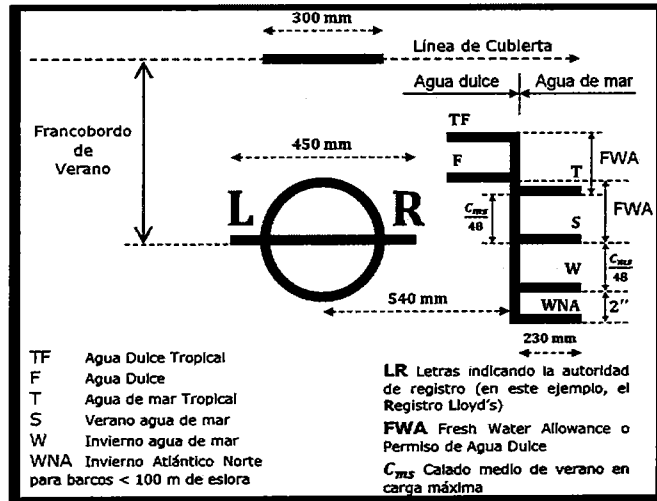 300 mm
Línea de Cubierta
Agua dulce
Agua de mar
Francobordo
de
Verano
450 mm
TF
F
T
FWA
L R
C_ms/48
S
FWA
W
C_ms/48
540 mm
WNA
2''
230 mm
TF Agua Dulce Tropical
F Agua Dulce
T Agua de mar Tropical
S Verano agua de mar
W Invierno agua de mar
WNA Invierno Atlántico Norte
para barcos < 100 m de eslora
LR Letras indicando la autoridad
de registro (en este ejemplo, el
Registro Lloyd's)
FWA Fresh Water Allowance o
Permiso de Agua Dulce
C_ms Calado medio de verano en
carga máxima